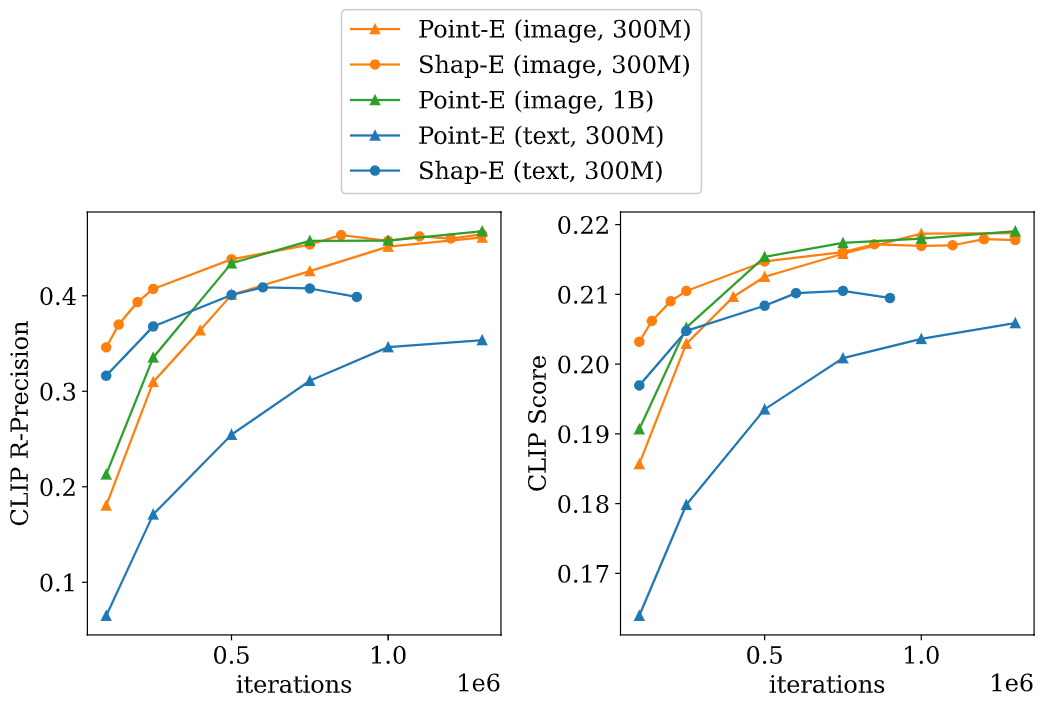 Point-E (image, 300M)
Shap-E (image, 300M)
Point-E (image, 1B)
Point-E (text, 300M)
Shap-E (text, 300M)
CLIP R-Precision
0.4
0.3
0.2
0.1
0.5
1.0
iterations
1e6
CLIP Score
0.22
0.21
0.20
0.19
0.18
0.17
0.5
1.0
iterations
1e6